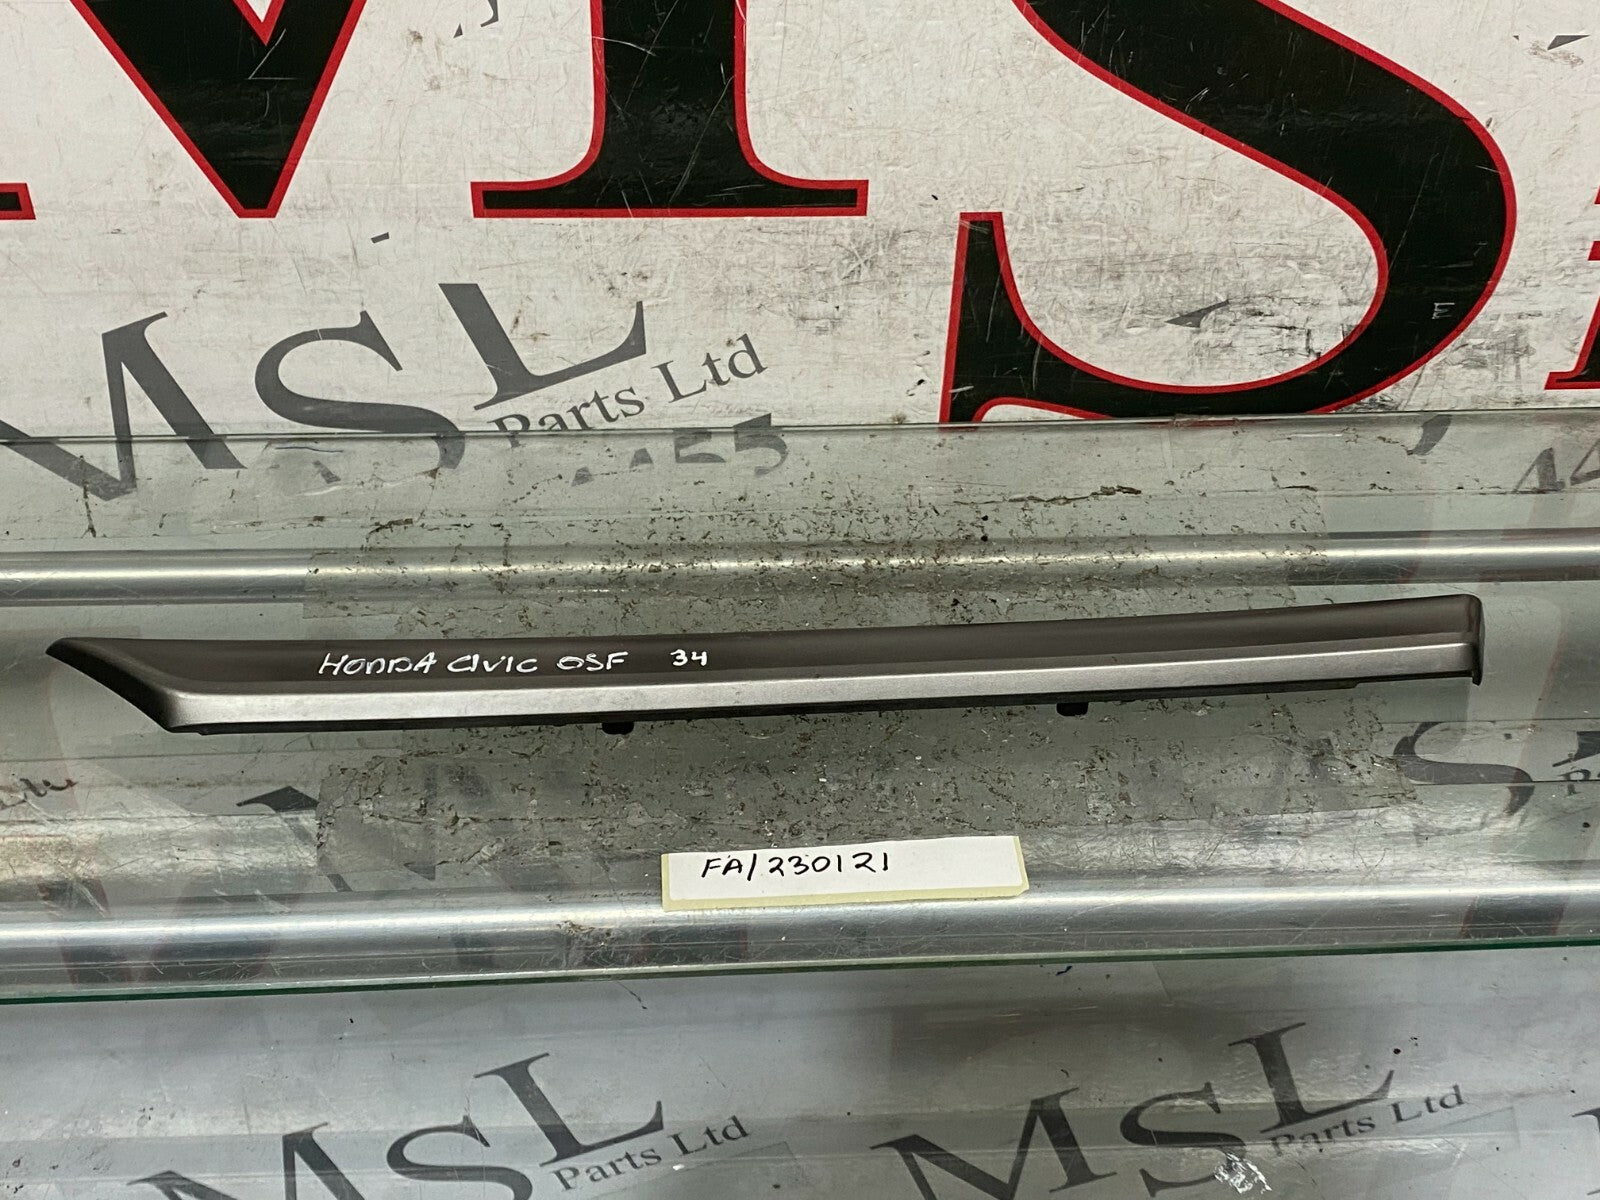 MSL
Parts Ltd
HONDA CIVIC OSF 34
FA/230121
MSL
Parts Ltd
MSL
Parts Ltd